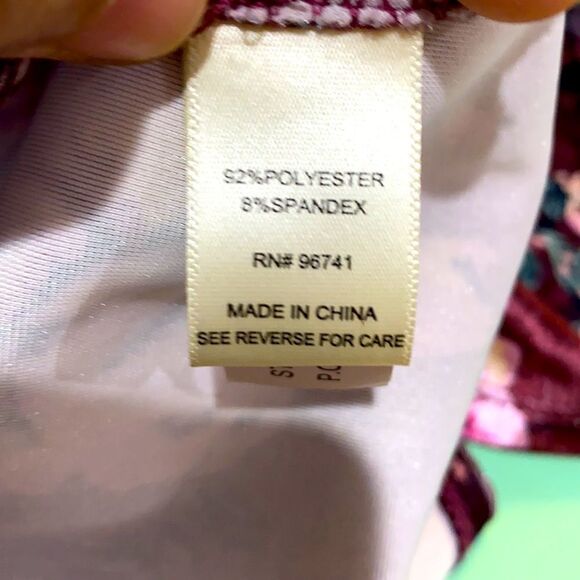 92%POLYESTER
8%SPANDEX
RN# 96741
MADE IN CHINA
SEE REVERSE FOR CARE